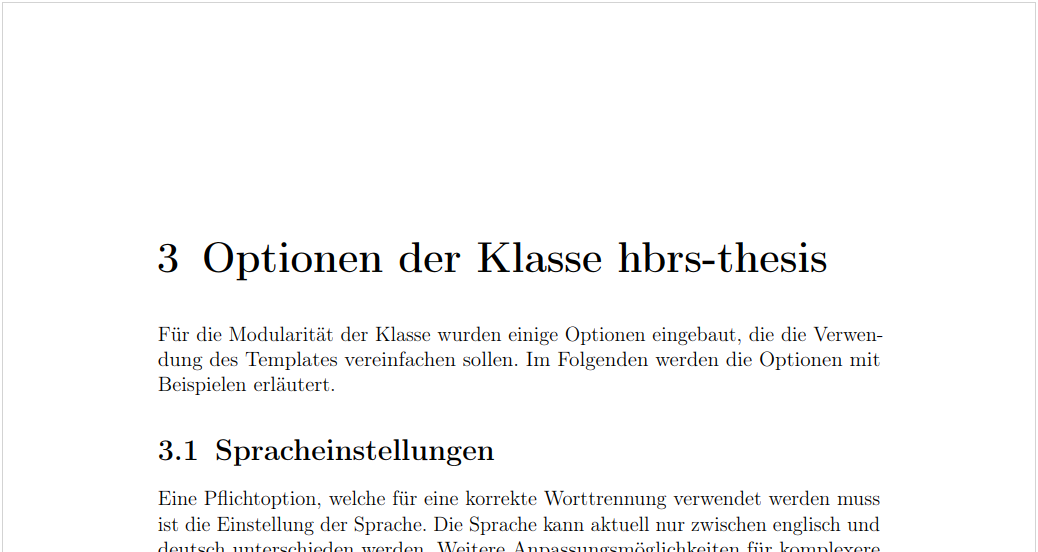 3 Optionen der Klasse hbrs-thesis
Für die Modularität der Klasse wurden einige Optionen eingebaut, die die Verwen-
dung des Templates vereinfachen sollen. Im Folgenden werden die Optionen mit
Beispielen erläutert.
3.1 Spracheinstellungen
Eine Pflichtoption, welche für eine korrekte Worttrennung verwendet werden muss
ist die Einstellung der Sprache. Die Sprache kann aktuell nur zwischen englisch und
deutsch unterschieden werden. Weitere Anpassungsmöglichkeiten für komplexere